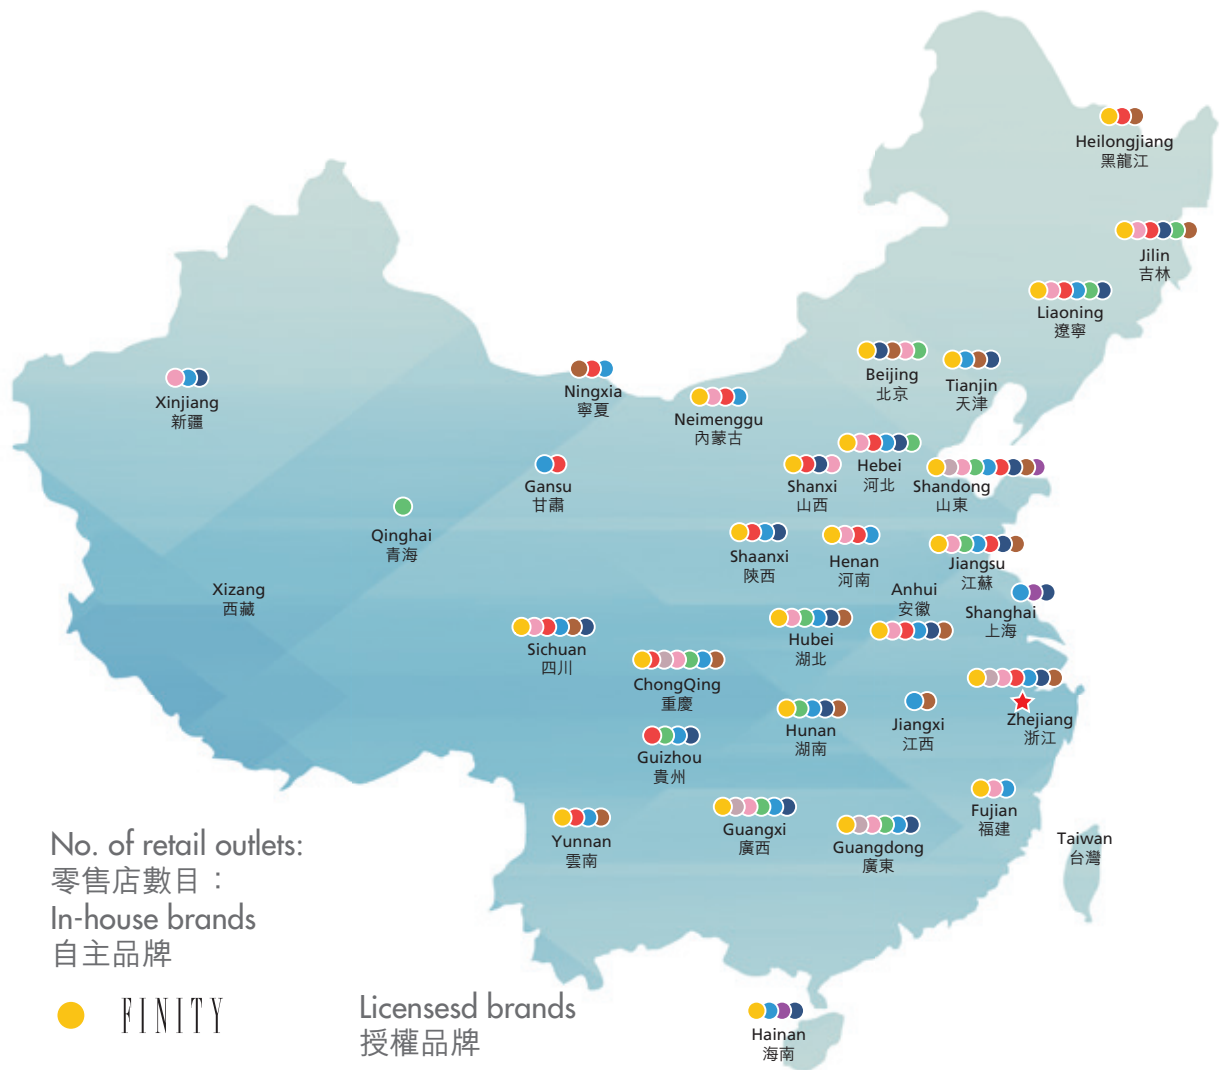 Heilongjiang
黑龍江
Jilin
吉林
Liaoning
遼寧
Beijing
北京
Tianjin
天津
Xinjiang
新疆
Ningxia
寧夏
Neimenggu
內蒙古
Hebei
河北
Shanxi
山西
Shandong
山東
Gansu
甘肅
Qinghai
青海
Shaanxi
陝西
Henan
河南
Jiangsu
江蘇
Xizang
西藏
Anhui
安徽
Shanghai
上海
Sichuan
四川
Hubei
湖北
ChongQing
重慶
Zhejiang
浙江
Hunan
湖南
Jiangxi
江西
Guizhou
貴州
Fujian
福建
Yunnan
雲南
Guangxi
廣西
Guangdong
廣東
Taiwan
台灣
No. of retail outlets:
零售店數目：
In-house brands
自主品牌
FINITY
Licensesd brands
授權品牌
Hainan
海南